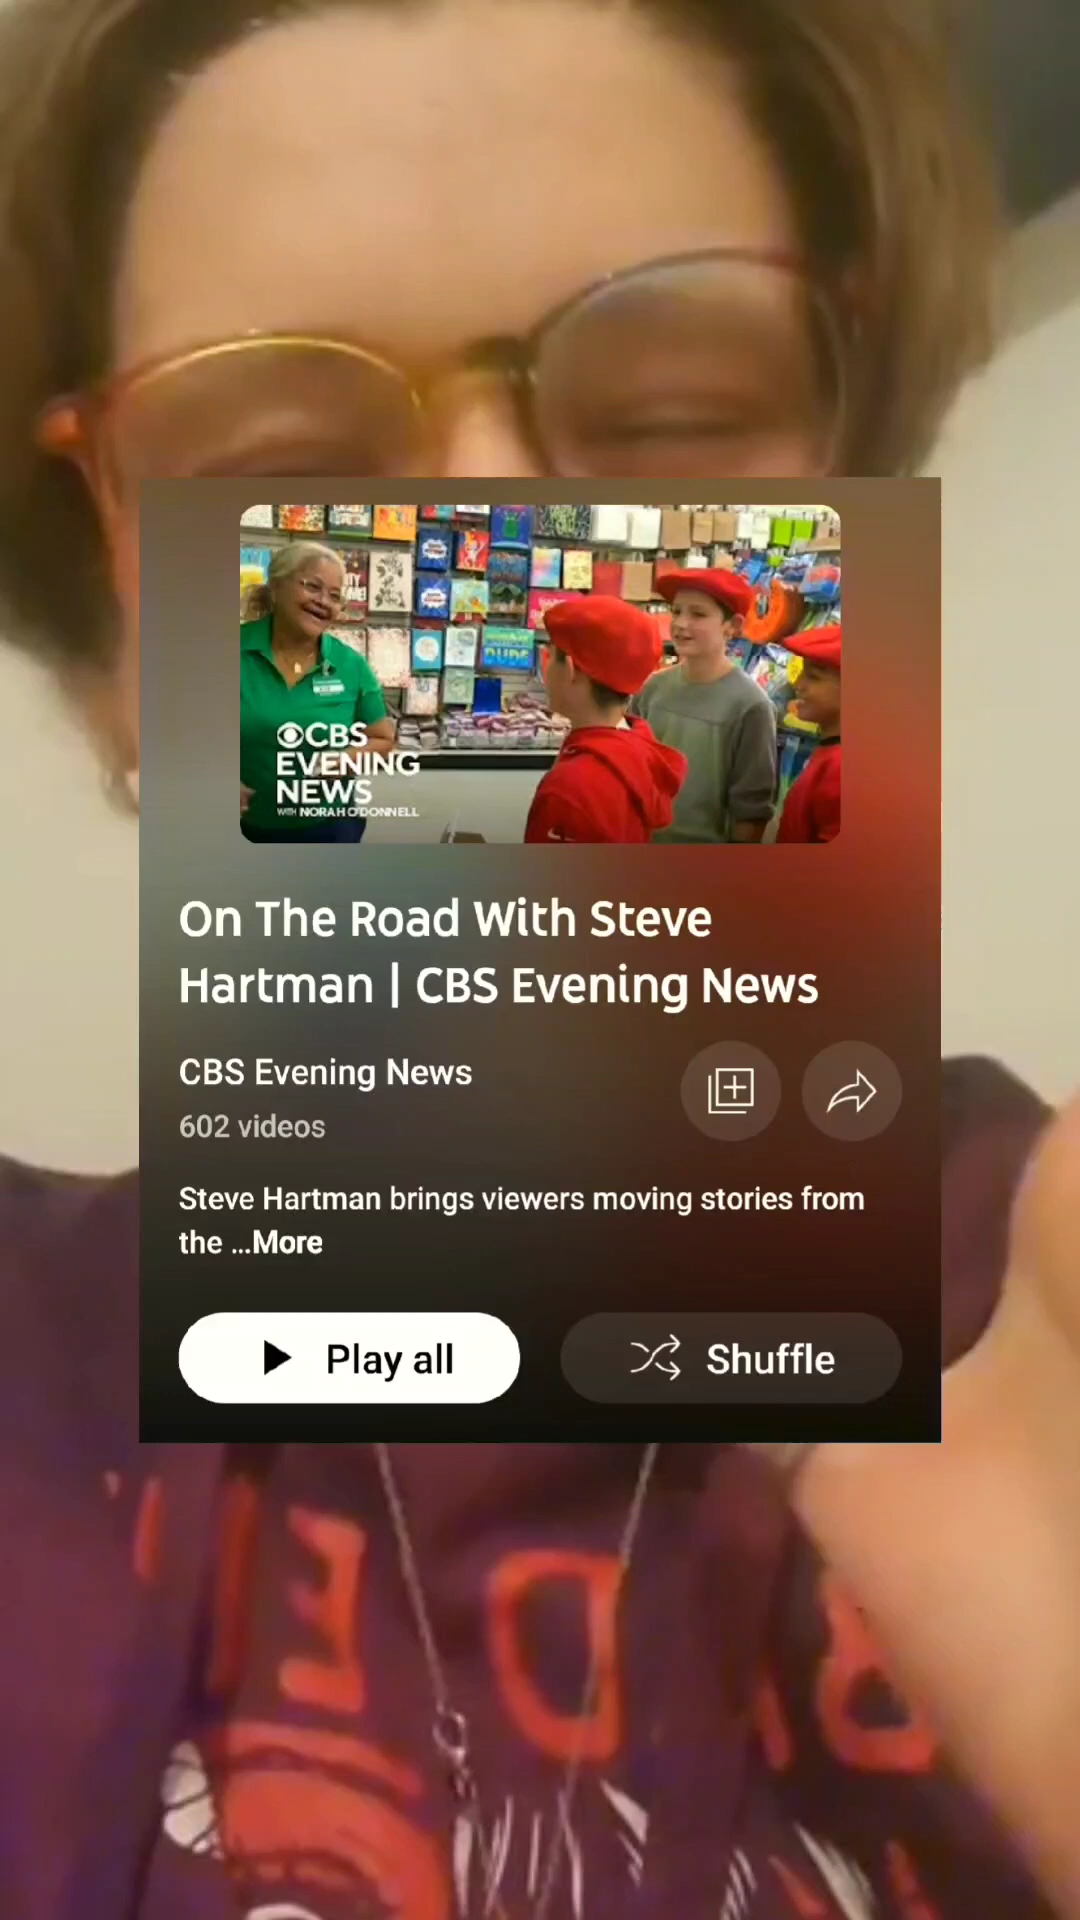 CBS
EVENING
NEWS
WITH NORAH O'DONNELL
On The Road With Steve
Hartman | CBS Evening News
CBS Evening News
602 videos
Steve Hartman brings viewers moving stories from
the ...More
Play all
Shuffle